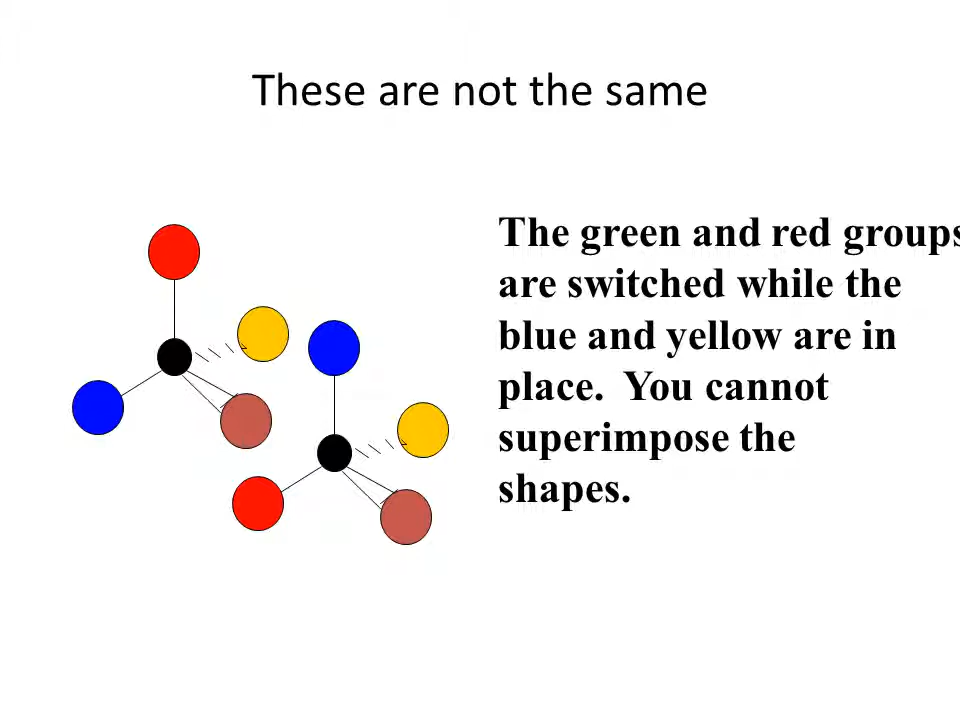 These are not the same
The green and red groups
are switched while the
blue and yellow are in
place. You cannot
superimpose the
shapes.